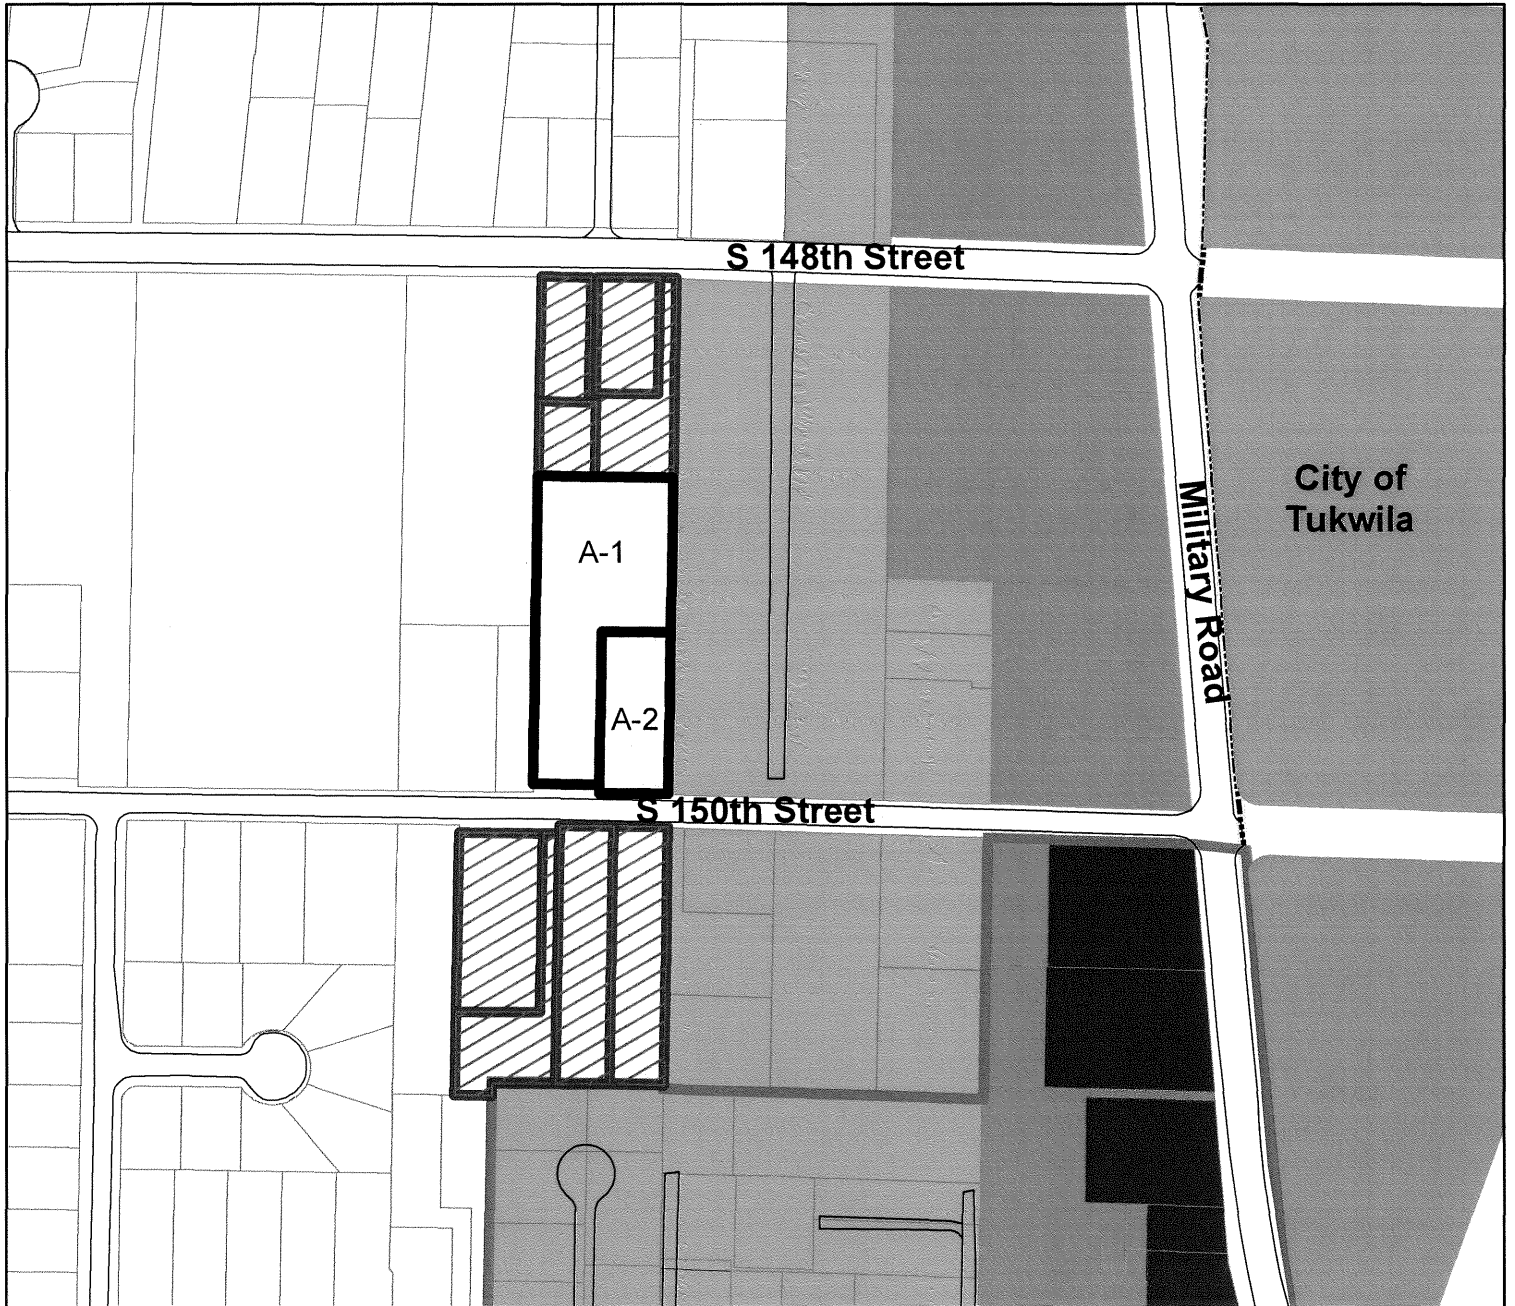 S 148th Street
City of
Tukwila
Military Road
A-1
A-2
S 150th Street